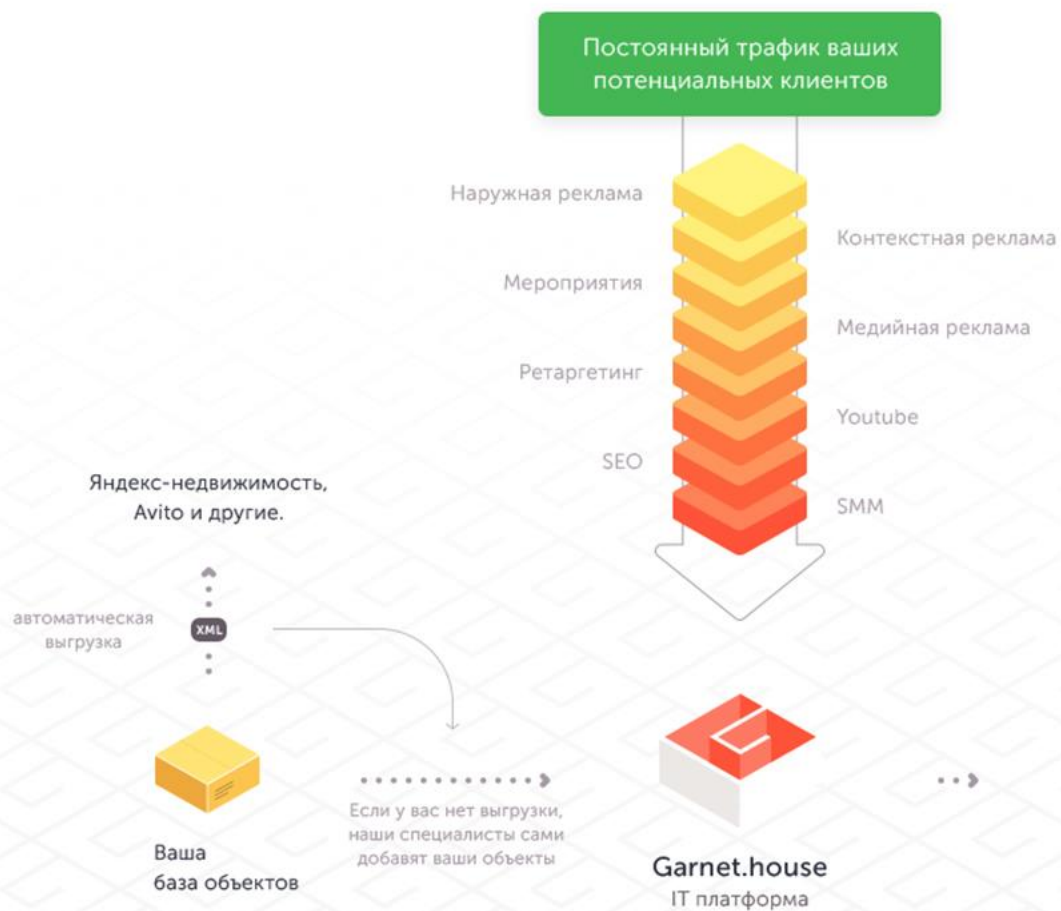 Постоянный трафик ваших
потенциальных клиентов
Наружная реклама
Контекстная реклама
Мероприятия
Медийная реклама
Ретаргетинг
Youtube
SEO
SMM
Яндекс-недвижимость,
Avito и другие.
автоматическая
выгрузка
XML
Если у вас нет выгрузки,
наши специалисты сами
добавят ваши объекты
Ваша
база объектов
Garnet.house
IT платформа